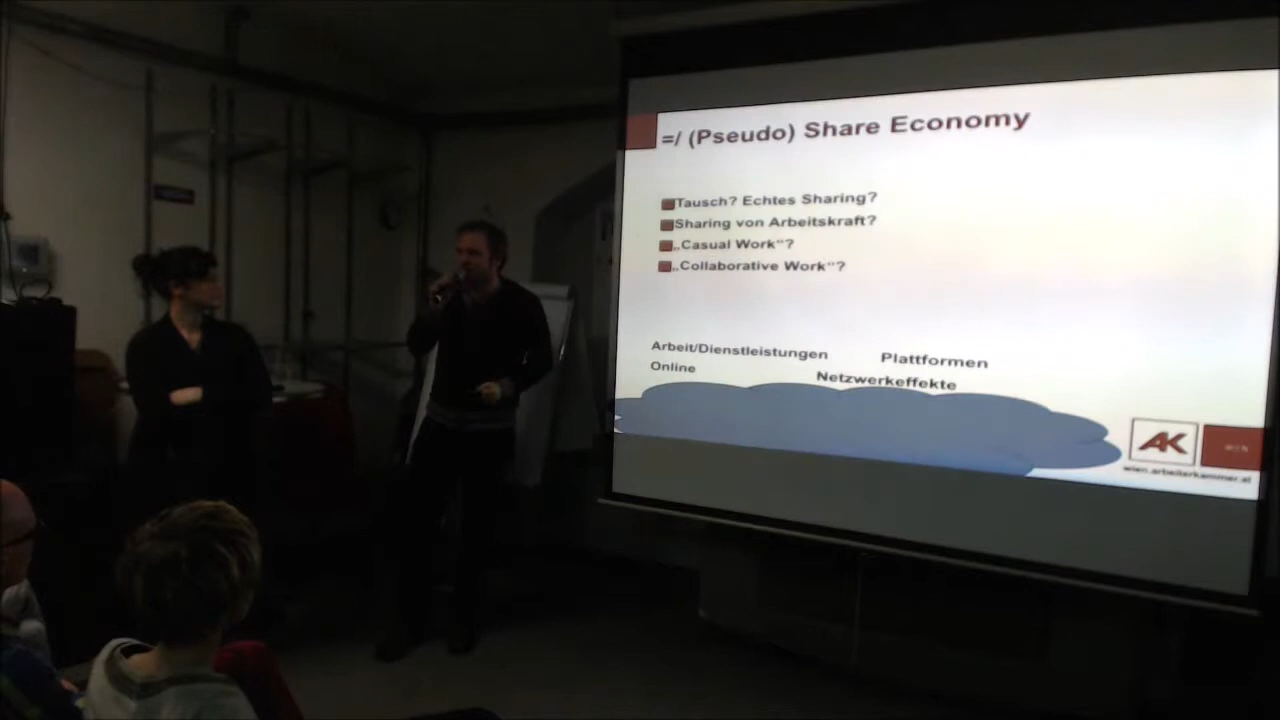 =/ (Pseudo) Share Economy
Tausch? Echtes Sharing?
Sharing von Arbeitskraft?
„Casual Work“?
„Collaborative Work“?
Arbeit/Dienstleistungen
Plattformen
Online
Netzwerkeffekte
AK
WIEN
wien.arbeiterkammer.at